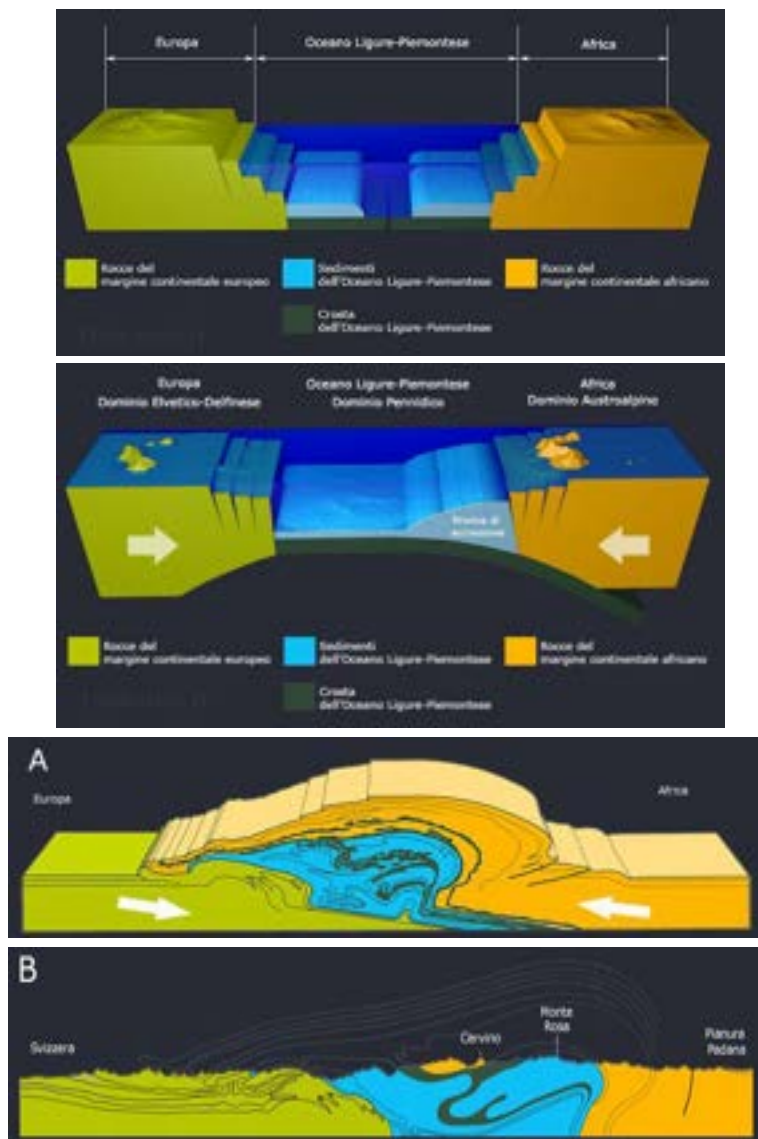 Europa
Oceano Ligure-Piemontese
Africa
Rocce del
margine continentale europeo
Sedimenti
dell'Oceano Ligure-Piemontese
Rocce del
margine continentale africano
Crosta
dell'Oceano Ligure-Piemontese
Europa
Dominio Elvetico-Delfinese
Oceano Ligure-Piemontese
Dominio Pennidico
Africa
Dominio Austroalpino
Prisma di
accrezione
Rocce del
margine continentale europeo
Sedimenti
dell'Oceano Ligure-Piemontese
Rocce del
margine continentale africano
Crosta
dell'Oceano Ligure-Piemontese
A
Europa
Africa
B
Svizzera
Cervino
Monte
Rosa
Pianura
Padana